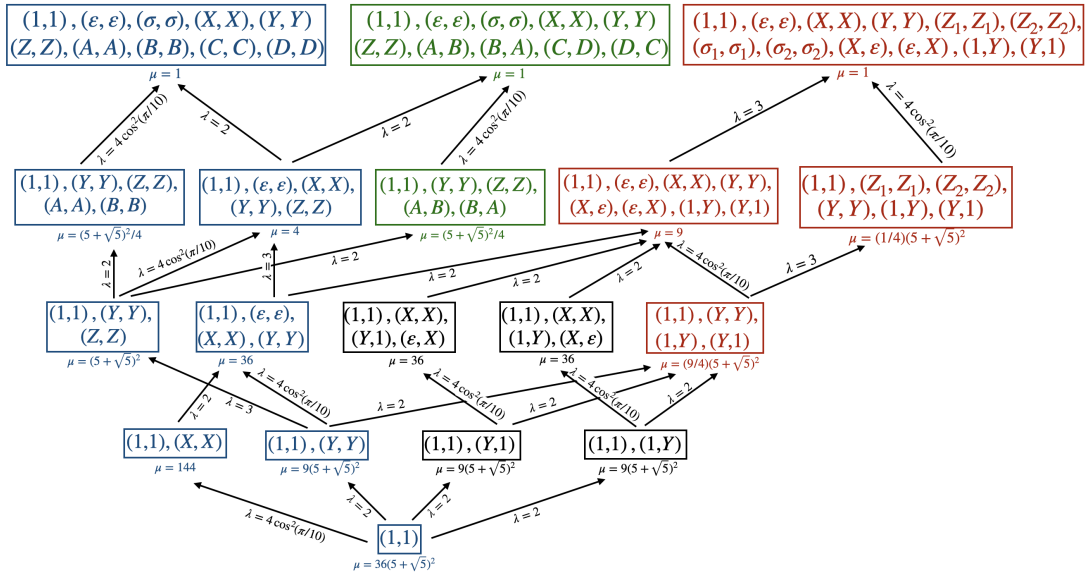 (1,1) , (ε, ε), (σ, σ), (X, X), (Y, Y)
(Z, Z), (A, A), (B, B), (C, C), (D, D)
μ = 1
(1,1) , (ε, ε), (σ, σ), (X, X), (Y, Y)
(Z, Z), (A, B), (B, A), (C, D), (D, C)
μ = 1
(1,1) , (ε, ε), (X, X), (Y, Y), (Z₁, Z₁), (Z₂, Z₂),
(σ₁, σ₁), (σ₂, σ₂), (X, ε), (ε, X) , (1,Y), (Y,1)
μ = 1
λ = 4 cos²(π/10)
λ = 2
λ = 2
λ = 4 cos²(π/10)
λ = 3
λ = 4 cos²(π/10)
(1,1) , (Y, Y), (Z, Z),
(A, A), (B, B)
μ = (5 + √5)²/4
(1,1) , (ε, ε), (X, X),
(Y, Y), (Z, Z)
μ = 4
(1,1) , (Y, Y), (Z, Z),
(A, B), (B, A)
μ = (5 + √5)²/4
(1,1) , (ε, ε), (X, X), (Y, Y),
(X, ε), (ε, X) , (1,Y), (Y,1)
μ = 9
(1,1) , (Z₁, Z₁), (Z₂, Z₂),
(Y, Y), (1,Y), (Y,1)
μ = (1/4)(5 + √5)²
λ = 2
λ = 4 cos²(π/10)
λ = 3
λ = 2
λ = 2
λ = 2
λ = 2
λ = 4 cos²(π/10)
λ = 3
(1,1) , (Y, Y),
(Z, Z)
μ = (5 + √5)²
(1,1) , (ε, ε),
(X, X) , (Y, Y)
μ = 36
(1,1) , (X, X),
(Y,1), (ε, X)
μ = 36
(1,1) , (X, X),
(1,Y), (X, ε)
μ = 36
(1,1) , (Y, Y),
(1,Y) , (Y,1)
μ = (9/4)(5 + √5)²
λ = 2
λ = 3
λ = 4 cos²(π/10)
λ = 2
λ = 4 cos²(π/10)
λ = 2
λ = 4 cos²(π/10)
λ = 2
(1,1), (X, X)
μ = 144
(1,1) , (Y, Y)
μ = 9(5 + √5)²
(1,1) , (Y,1)
μ = 9(5 + √5)²
(1,1) , (1,Y)
μ = 9(5 + √5)²
λ = 4 cos²(π/10)
λ = 2
λ = 2
λ = 2
(1,1)
μ = 36(5 + √5)²